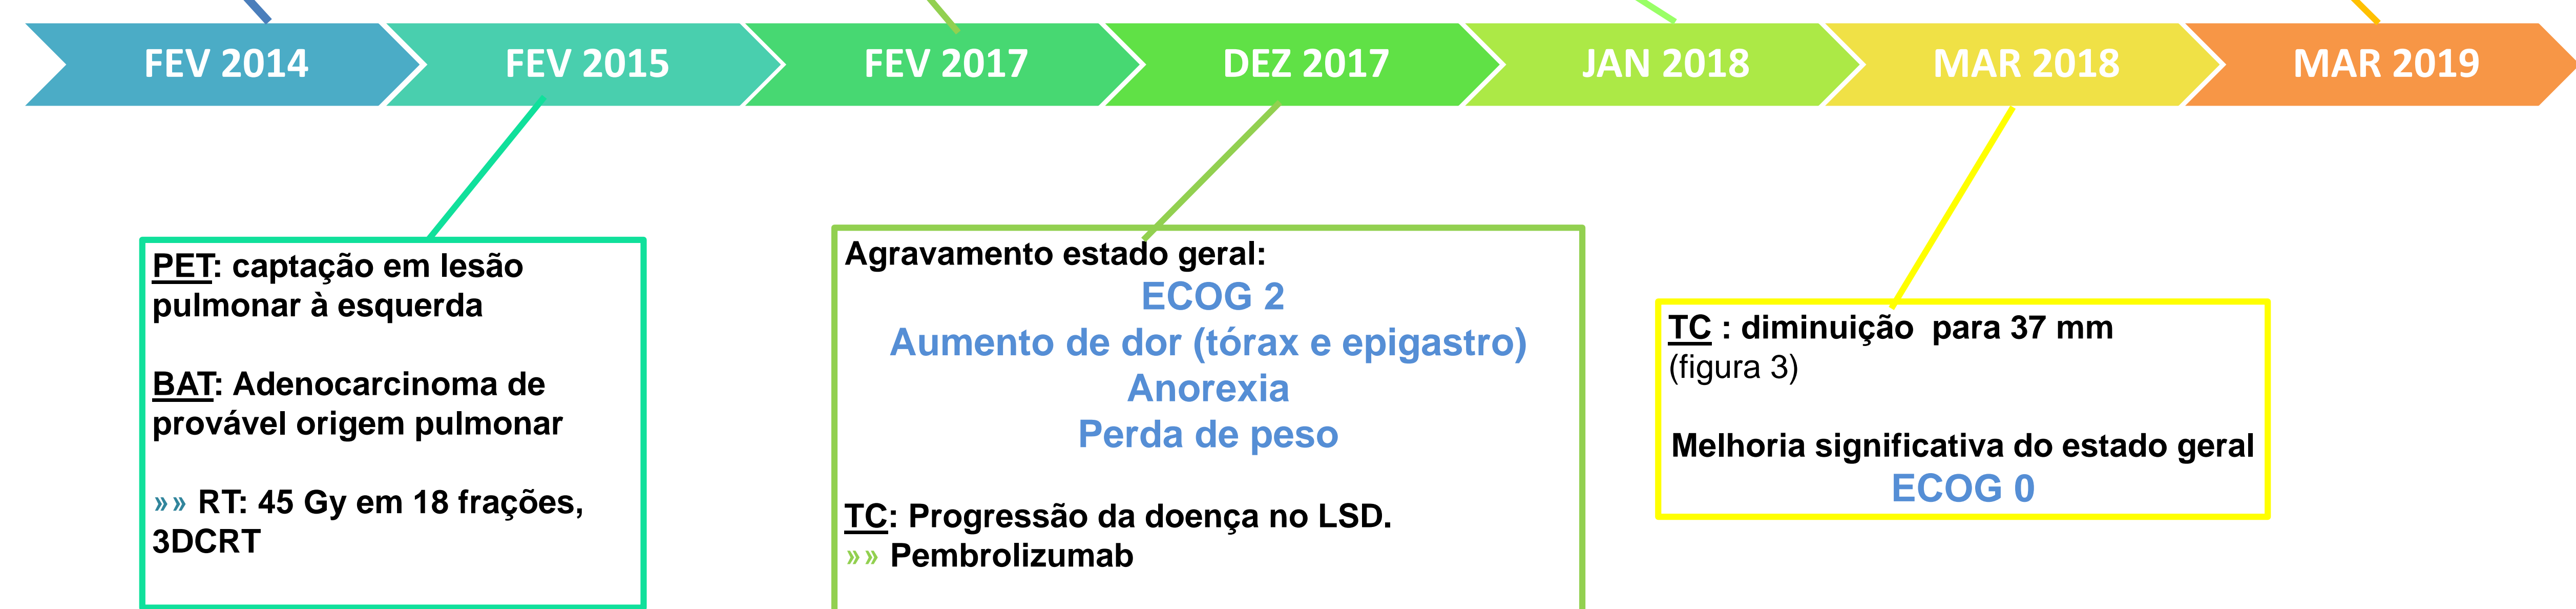 FEV 2014
FEV 2015
FEV 2017
DEZ 2017
JAN 2018
MAR 2018
MAR 2019
PET: captação em lesão
pulmonar à esquerda
BAT: Adenocarcinoma de
provável origem pulmonar
»» RT: 45 Gy em 18 frações,
3DCRT
Agravamento estado geral:
ECOG 2
Aumento de dor (tórax e epigastro)
Anorexia
Perda de peso
TC: Progressão da doença no LSD.
»» Pembrolizumab
TC : diminuição para 37 mm
(figura 3)
Melhoria significativa do estado geral
ECOG 0